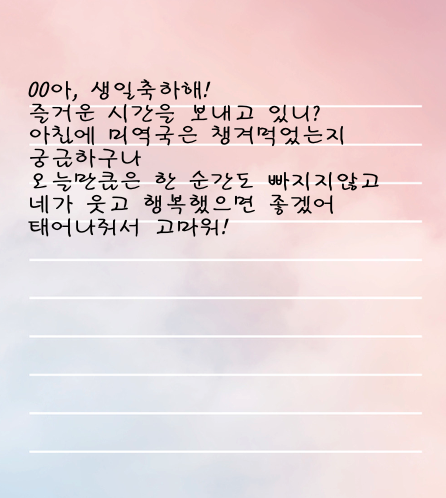 00아, 생일축하해!
즐거운 시간을 보내고 있니?
아침에 미역국은 챙겨먹었는지
궁금하구나
오늘만큼은 한 순간도 빠지지않고
네가 웃고 행복했으면 좋겠어
태어나줘서 고마워!